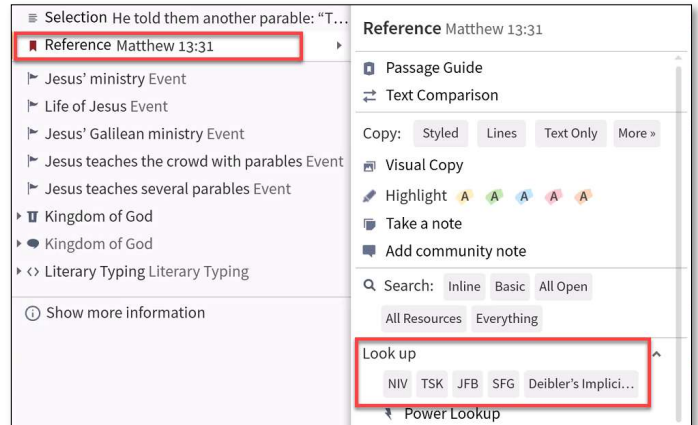 Selection He told them another parable: “T…
Reference Matthew 13:31
Jesus’ ministry Event
Life of Jesus Event
Jesus’ Galilean ministry Event
Jesus teaches the crowd with parables Event
Jesus teaches several parables Event
Kingdom of God
Kingdom of God
Literary Typing Literary Typing
Show more information
Reference Matthew 13:31
Passage Guide
Text Comparison
Copy: Styled Lines Text Only More »
Visual Copy
Highlight A A A A A
Take a note
Add community note
Search: Inline Basic All Open
All Resources Everything
Look up
NIV TSK JFB SFG Deibler’s Implici…
Power Lookup